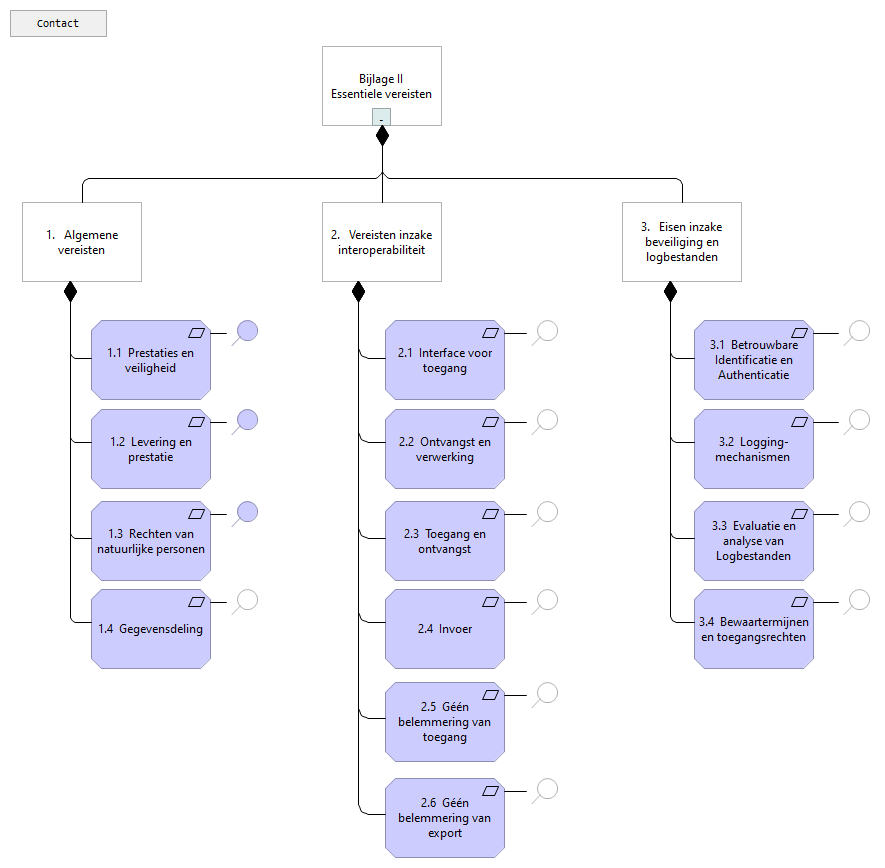 Contact
Bijlage II
Essentiele vereisten
-
1. Algemene
vereisten
2. Vereisten inzake
interoperabiliteit
3. Eisen inzake
beveiliging en
logbestanden
1.1 Prestaties en
veiligheid
1.2 Levering en
prestatie
1.3 Rechten van
natuurlijke personen
1.4 Gegevensdeling
2.1 Interface voor
toegang
2.2 Ontvangst en
verwerking
2.3 Toegang en
ontvangst
2.4 Invoer
2.5 Géén
belemmering van
toegang
2.6 Géén
belemmering van
export
3.1 Betrouwbare
Identificatie en
Authenticatie
3.2 Logging-
mechanismen
3.3 Evaluatie en
analyse van
Logbestanden
3.4 Bewaartermijnen
en toegangsrechten